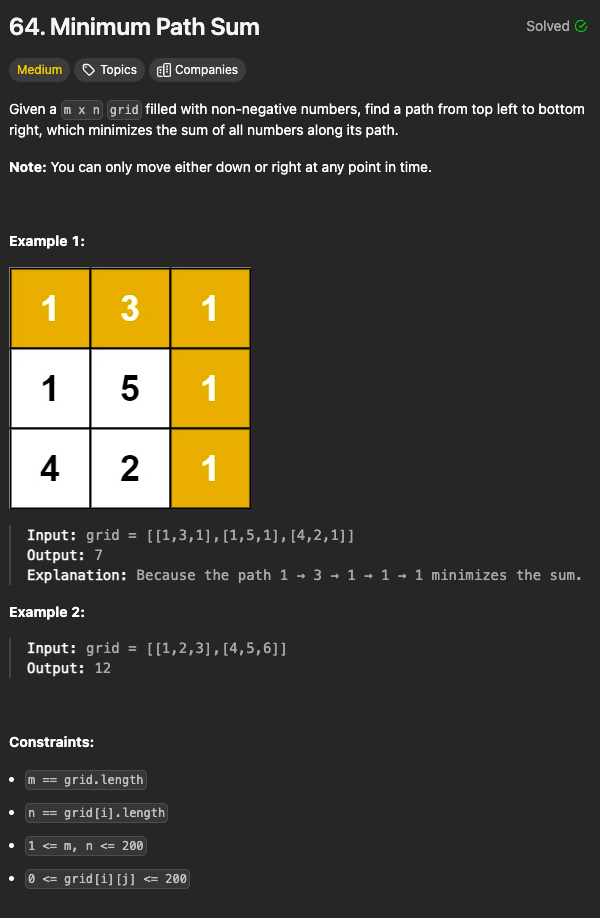 64. Minimum Path Sum
Solved
Medium
Topics
Companies
Given a m x n grid filled with non-negative numbers, find a path from top left to bottom
right, which minimizes the sum of all numbers along its path.
Note: You can only move either down or right at any point in time.
Example 1:
1 3 1
1 5 1
4 2 1
Input: grid = [[1,3,1],[1,5,1],[4,2,1]]
Output: 7
Explanation: Because the path 1 → 3 → 1 → 1 → 1 minimizes the sum.
Example 2:
Input: grid = [[1,2,3],[4,5,6]]
Output: 12
Constraints:
• m == grid.length
• n == grid[i].length
• 1 <= m, n <= 200
• 0 <= grid[i][j] <= 200